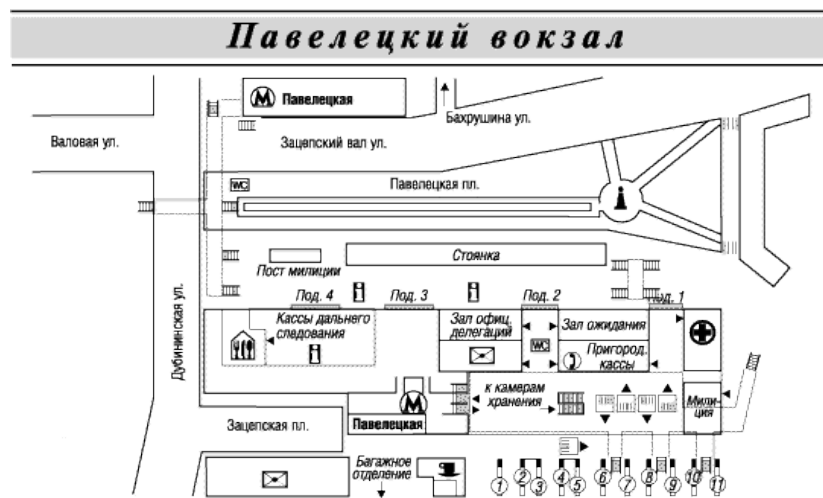 Павелецкий вокзал
М Павелецкая
Бахрушина ул.
Валовая ул.
Зацепский вал ул.
WC
Павелецкая пл.
Стоянка
Пост милиции
Дубининская ул.
Под. 4
Под. 3
Под. 2
Под. 1
Кассы дальнего
следования
Зал офиц.
делегаций
Зал ожидания
WC
Пригород.
кассы
к камерам
хранения
Мили-
ция
М
Павелецкая
Зацепская пл.
Багажное
отделение
1
2
3
4
5
6
7
8
9
10
11